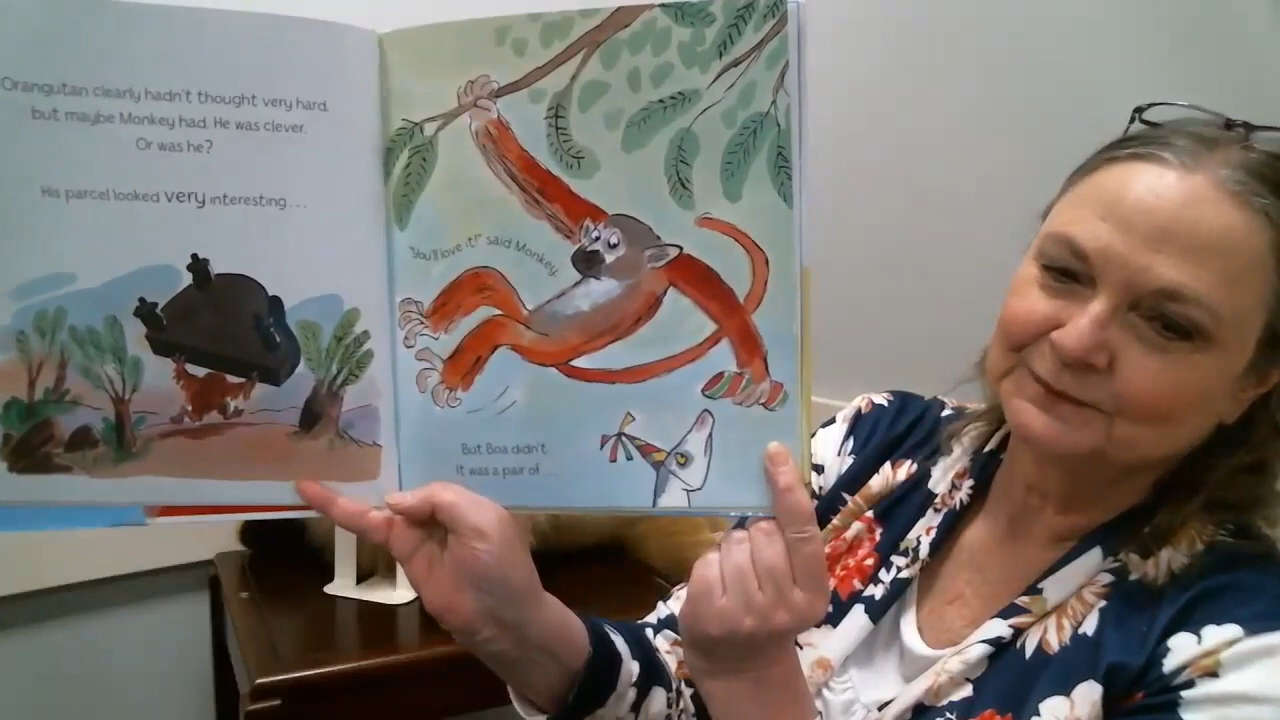 Orangutan clearly hadn't thought very hard,
but maybe Monkey had. He was clever.
Or was he?
His parcel looked very interesting...
"You'll love it!" said Monkey.
But Boa didn't.
It was a pair of ...